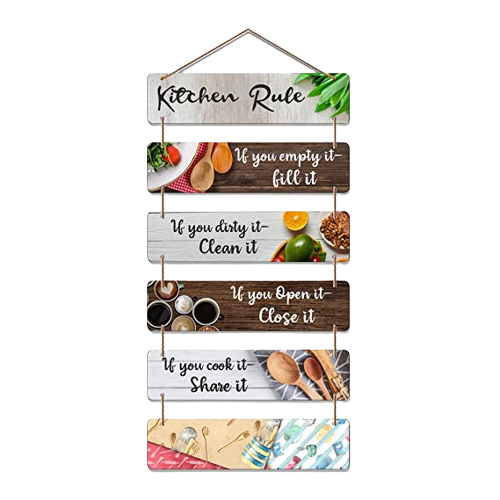 Kitchen Rule
If you empty it-
fill it
If you dirty it-
Clean it
If you Open it-
Close it
If you cook it-
Share it